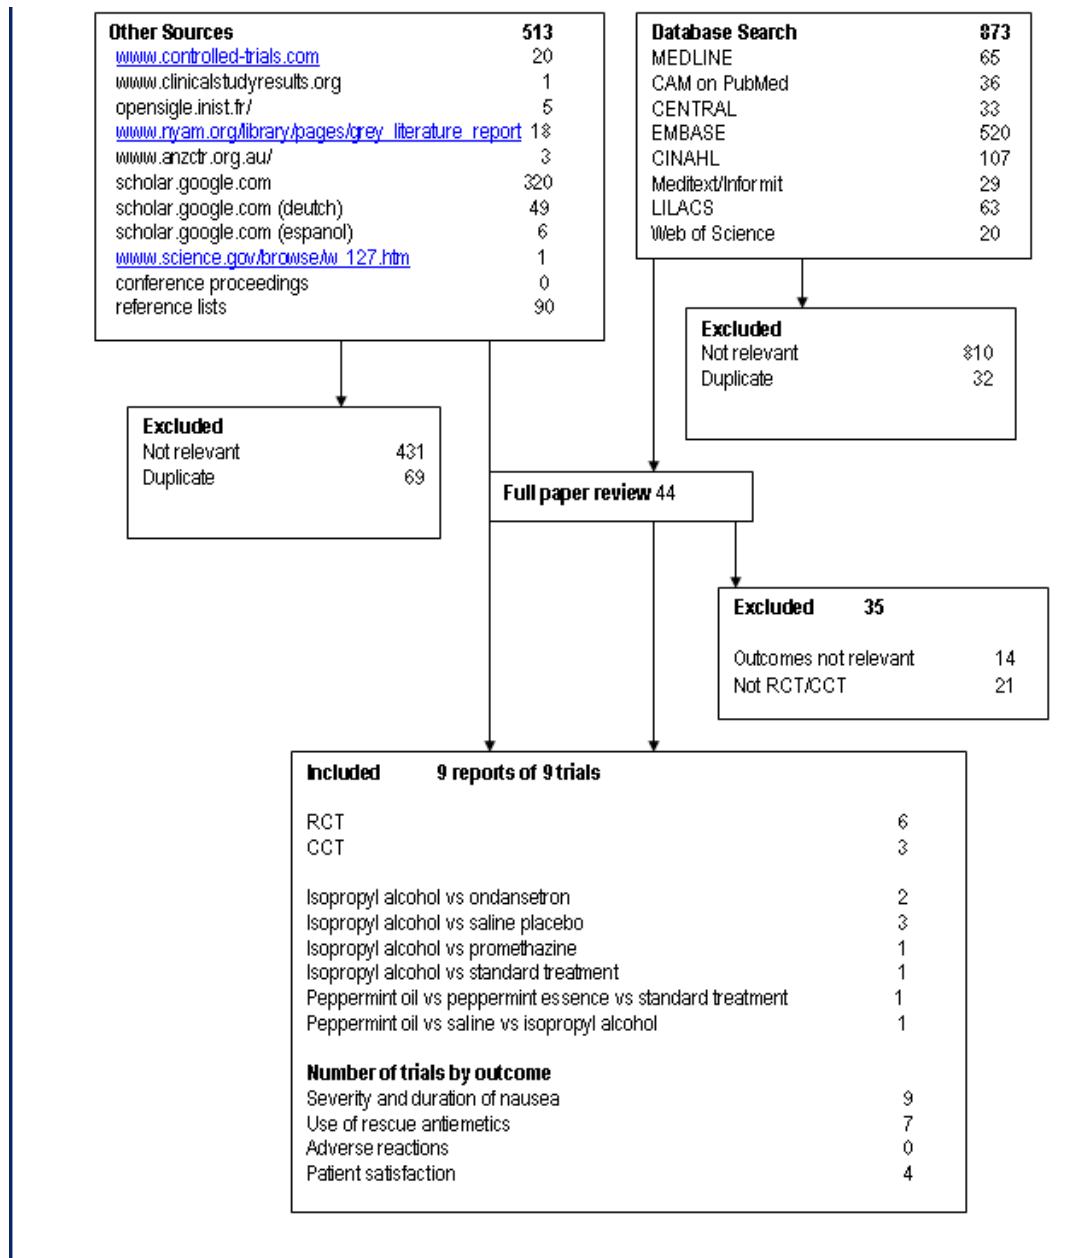 Other Sources 513
www.controlled-trials.com 20
www.clinicalstudyresults.org 1
opensigle.inist.fr/ 5
www.nyam.org/library/pages/grey_literature_report 18
www.anzctr.org.au/ 3
scholar.google.com 320
scholar.google.com (deutch) 49
scholar.google.com (espanol) 6
www.science.gov/browse/w_127.htm 1
conference proceedings 0
reference lists 90
Database Search 873
MEDLINE 65
CAM on PubMed 36
CENTRAL 33
EMBASE 520
CINAHL 107
Meditext/Informit 29
LILACS 63
Web of Science 20
Excluded
Not relevant 810
Duplicate 32
Excluded
Not relevant 431
Duplicate 69
Full paper review 44
Excluded 35
Outcomes not relevant 14
Not RCT/CCT 21
Included 9 reports of 9 trials
RCT 6
CCT 3
Isopropyl alcohol vs ondansetron 2
Isopropyl alcohol vs saline placebo 3
Isopropyl alcohol vs promethazine 1
Isopropyl alcohol vs standard treatment 1
Peppermint oil vs peppermint essence vs standard treatment 1
Peppermint oil vs saline vs isopropyl alcohol 1
Number of trials by outcome
Severity and duration of nausea 9
Use of rescue antiemetics 7
Adverse reactions 0
Patient satisfaction 4